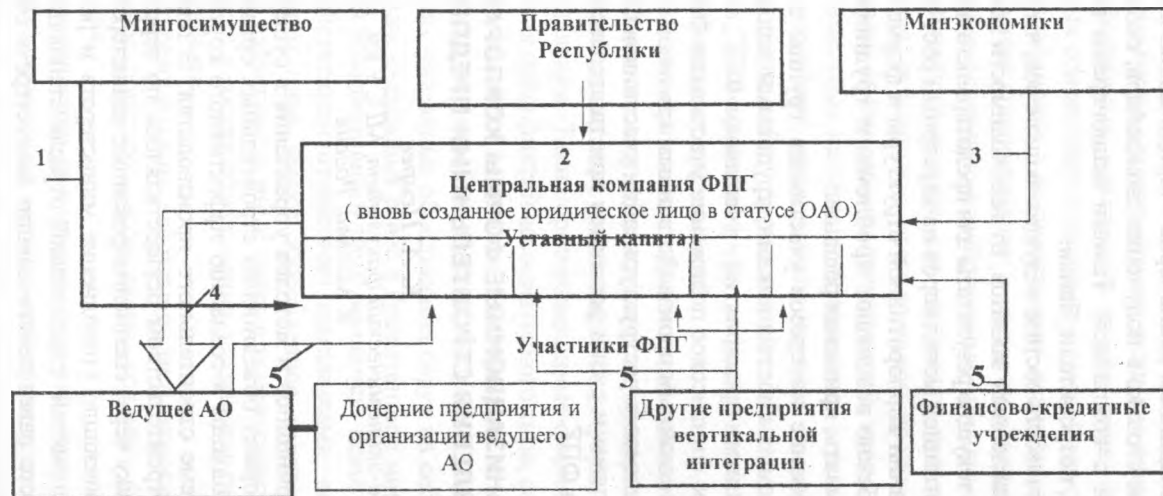 Мингосимущество
Правительство
Республики
Минэкономики
1
2
3
Центральная компания ФПГ
( вновь созданное юридическое лицо в статусе ОАО)
Уставный капитал
4
Участники ФПГ
5
5
5
Ведущее АО
Дочерние предприятия и
организации ведущего
АО
Другие предприятия
вертикальной
интеграции
Финансово-кредитные
учреждения